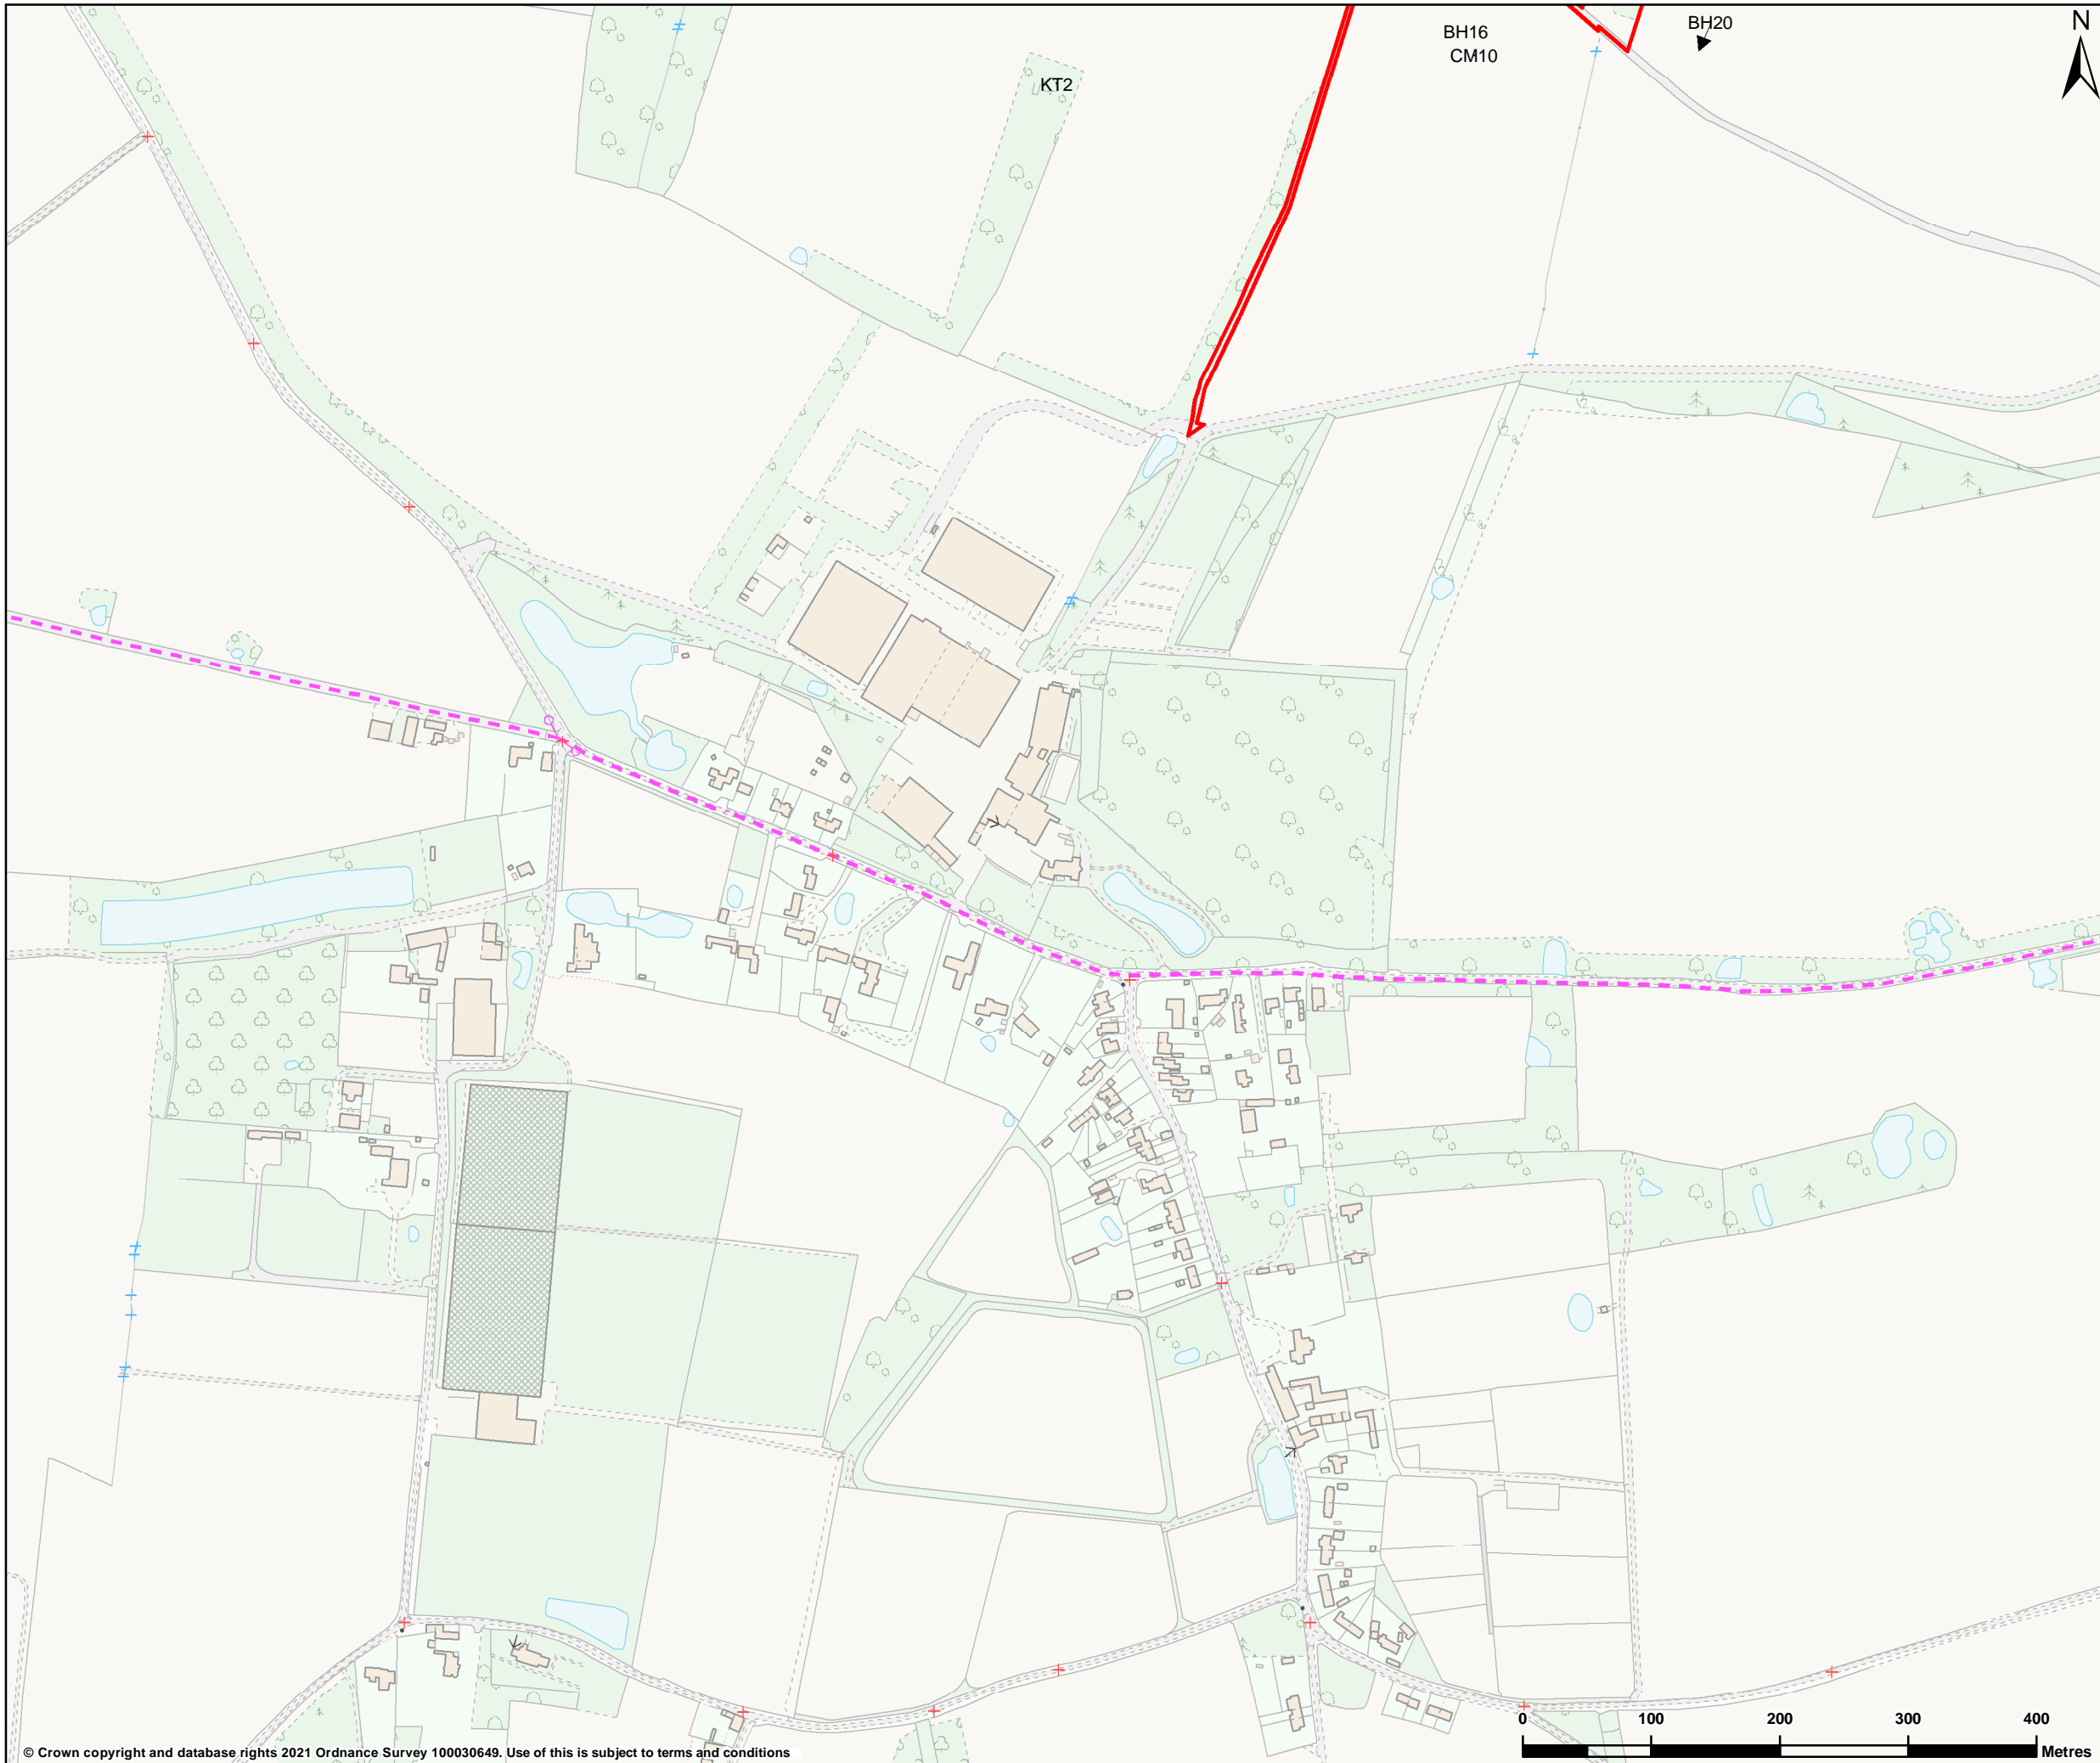 BH16
CM10
BH20
N
KT2
0 100 200 300 400
Metres
© Crown copyright and database rights 2021 Ordnance Survey 100030649. Use of this is subject to terms and conditions